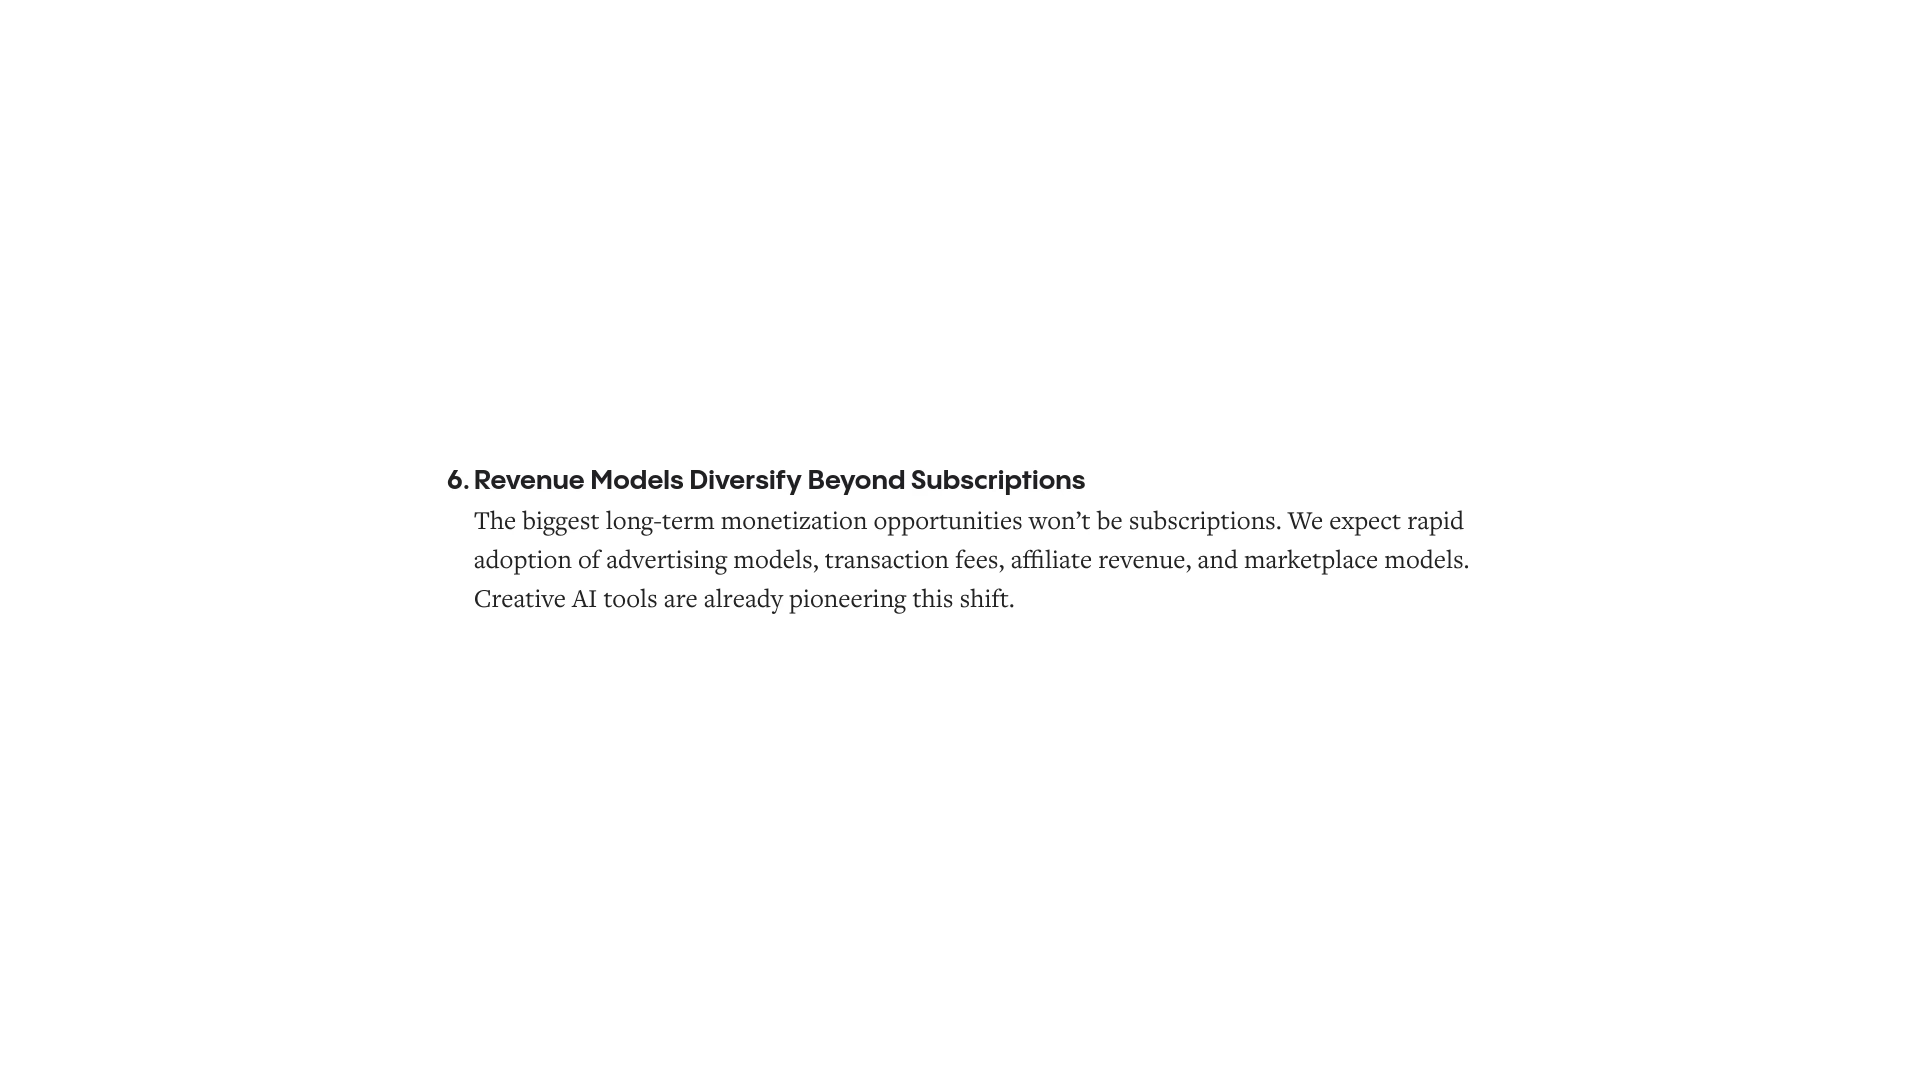 6. Revenue Models Diversify Beyond Subscriptions
The biggest long-term monetization opportunities won’t be subscriptions. We expect rapid
adoption of advertising models, transaction fees, affiliate revenue, and marketplace models.
Creative AI tools are already pioneering this shift.